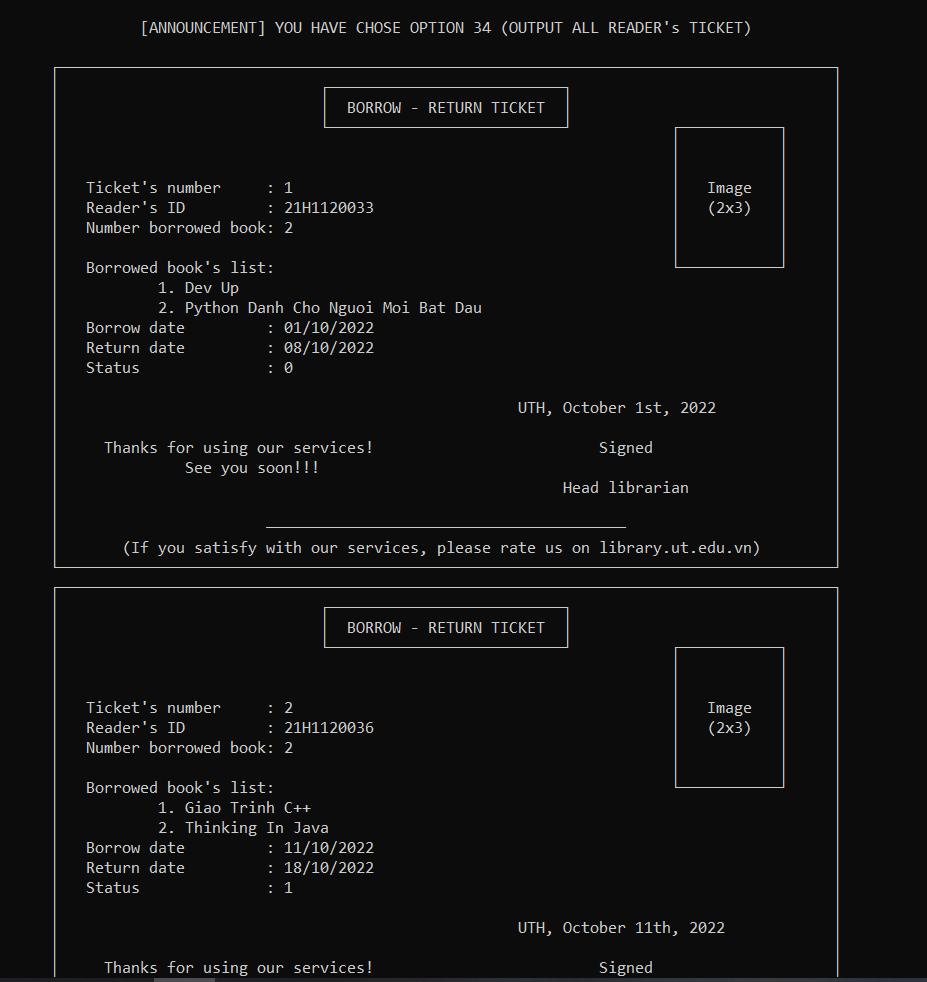 [ANNOUNCEMENT] YOU HAVE CHOSE OPTION 34 (OUTPUT ALL READER's TICKET)
BORROW - RETURN TICKET
Ticket's number : 1
Image
Reader's ID : 21H1120033
(2x3)
Number borrowed book: 2
Borrowed book's list:
1. Dev Up
2. Python Danh Cho Nguoi Moi Bat Dau
Borrow date : 01/10/2022
Return date : 08/10/2022
Status : 0
UTH, October 1st, 2022
Thanks for using our services!
Signed
See you soon!!!
Head librarian
(If you satisfy with our services, please rate us on library.ut.edu.vn)
BORROW - RETURN TICKET
Ticket's number : 2
Image
Reader's ID : 21H1120036
(2x3)
Number borrowed book: 2
Borrowed book's list:
1. Giao Trinh C++
2. Thinking In Java
Borrow date : 11/10/2022
Return date : 18/10/2022
Status : 1
UTH, October 11th, 2022
Thanks for using our services!
Signed